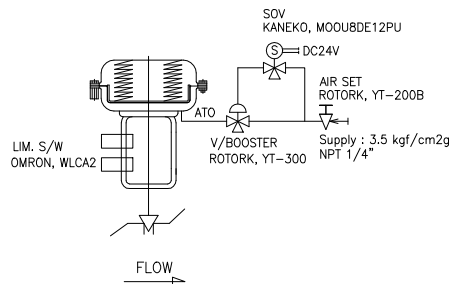 SOV
KANEKO, MOOU8DE12PU
S
DC24V
AIR SET
ROTORK, YT-200B
ATO
LIM. S/W
OMRON, WLCA2
V/BOOSTER
ROTORK, YT-300
Supply : 3.5 kgf/cm2g
NPT 1/4"
FLOW